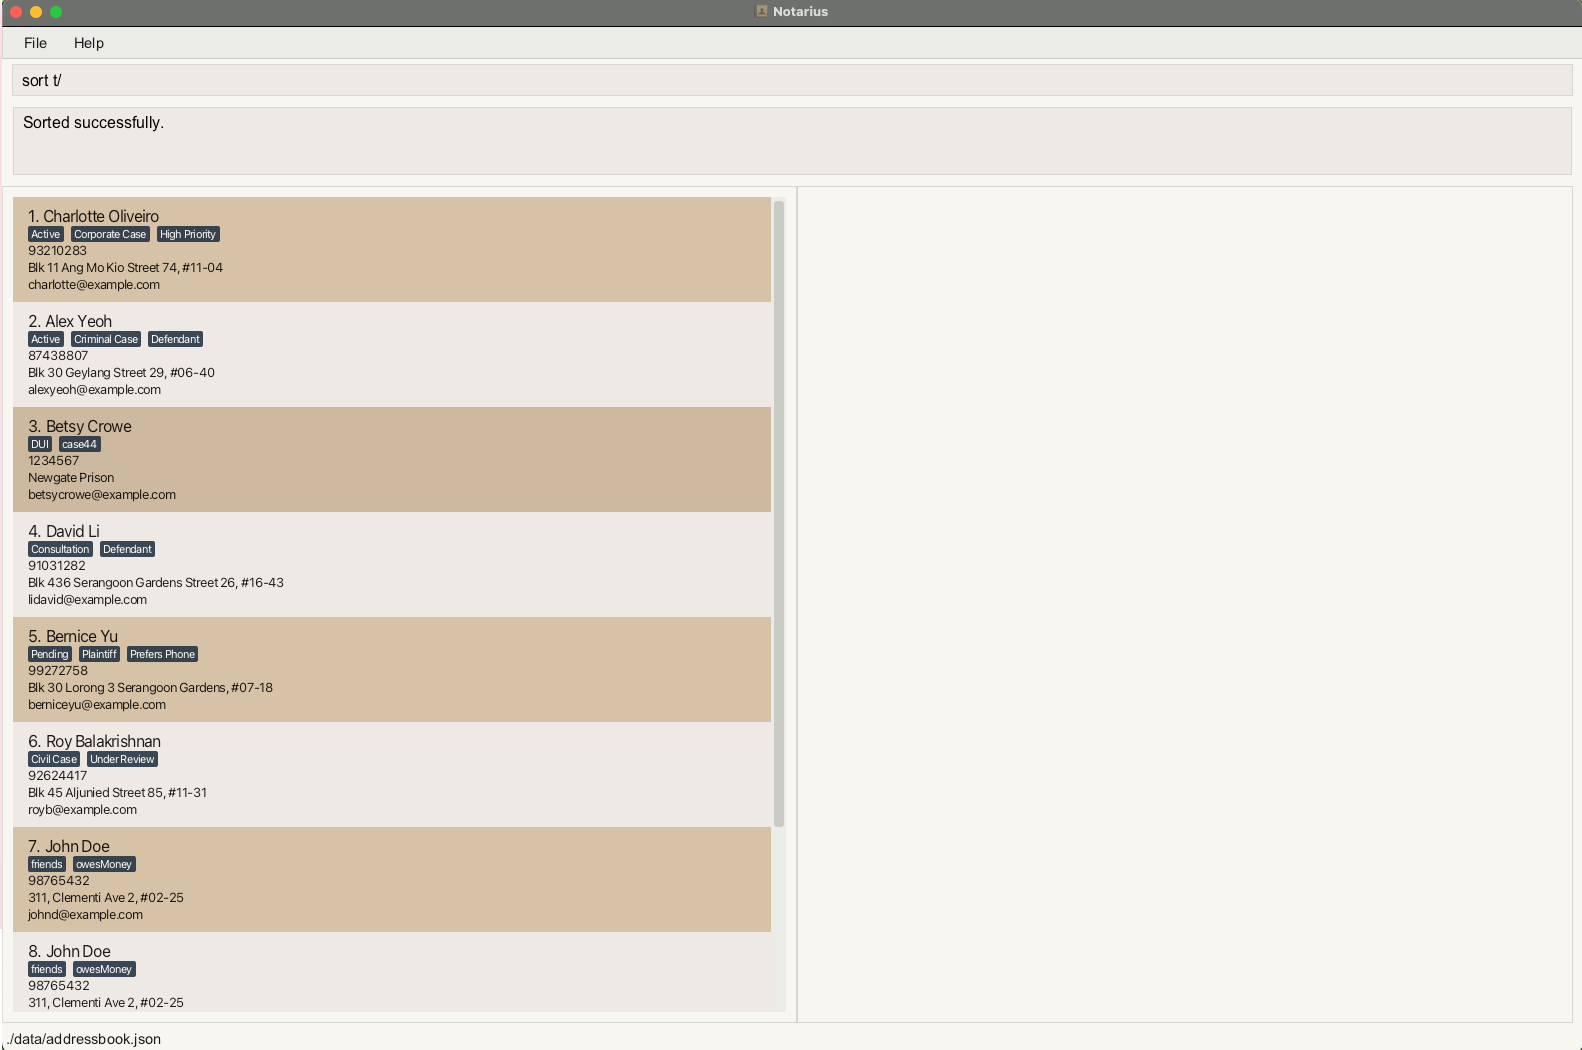 Notarius
File Help
sort t/
Sorted successfully.
1. Charlotte Oliveiro
Active Corporate Case High Priority
93210283
Blk 11 Ang Mo Kio Street 74, #11-04
charlotte@example.com
2. Alex Yeoh
Active Criminal Case Defendant
87438807
Blk 30 Geylang Street 29, #06-40
alexyeoh@example.com
3. Betsy Crowe
DUI case44
1234567
Newgate Prison
betsycrowe@example.com
4. David Li
Consultation Defendant
91031282
Blk 436 Serangoon Gardens Street 26, #16-43
lidavid@example.com
5. Bernice Yu
Pending Plaintiff Prefers Phone
99272758
Blk 30 Lorong 3 Serangoon Gardens, #07-18
berniceyu@example.com
6. Roy Balakrishnan
Civil Case Under Review
92624417
Blk 45 Aljunied Street 85, #11-31
royb@example.com
7. John Doe
friends owesMoney
98765432
311, Clementi Ave 2, #02-25
johnd@example.com
8. John Doe
friends owesMoney
98765432
311, Clementi Ave 2, #02-25
./data/addressbook.json